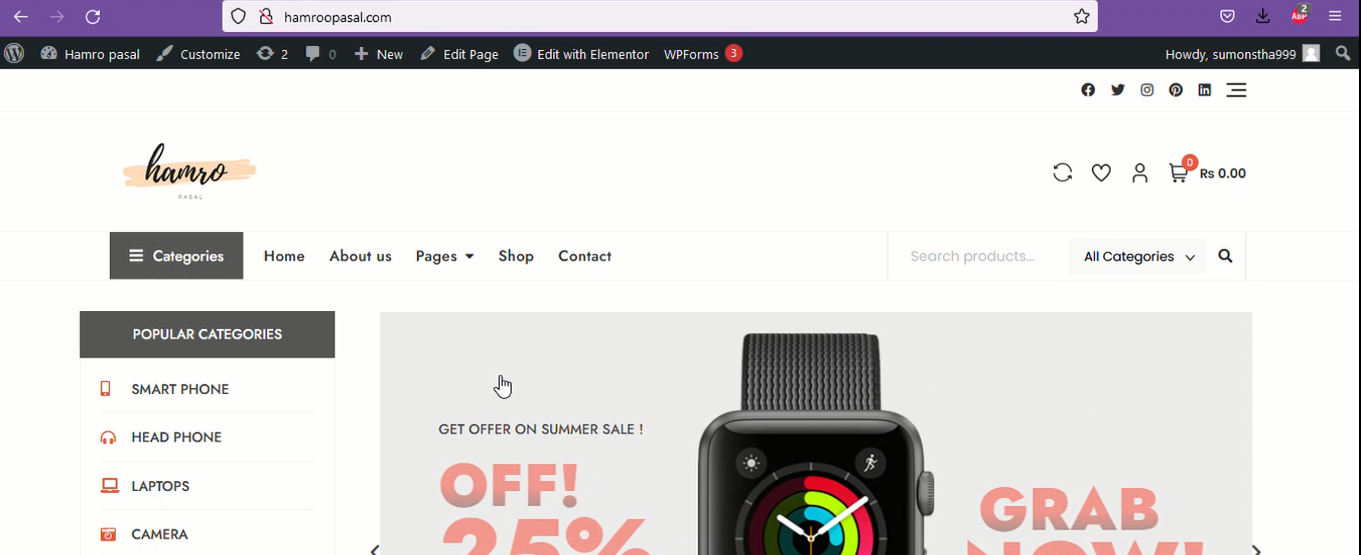 hamroopasal.com
ABP 2
Hamro pasal Customize 2 0 New Edit Page Edit with Elementor WPForms 3 Howdy, sumonstha999
hamro
PASAL
0
Rs 0.00
Categories Home About us Pages Shop Contact Search products... All Categories
POPULAR CATEGORIES
SMART PHONE
HEAD PHONE
LAPTOPS
CAMERA
GET OFFER ON SUMMER SALE !
OFF!
25%
GRAB
NOW!